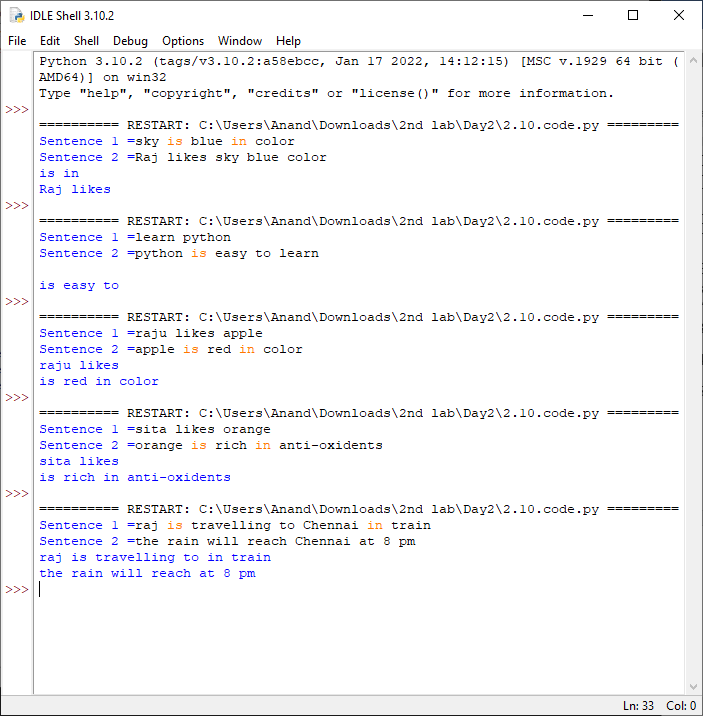 IDLE Shell 3.10.2
File Edit Shell Debug Options Window Help
Python 3.10.2 (tags/v3.10.2:a58ebcc, Jan 17 2022, 14:12:15) [MSC v.1929 64 bit (
AMD64)] on win32
Type "help", "copyright", "credits" or "license()" for more information.
>>>
========== RESTART: C:\Users\Anand\Downloads\2nd lab\Day2\2.10.code.py =========
Sentence 1 =sky is blue in color
Sentence 2 =Raj likes sky blue color
is in
Raj likes
>>>
========== RESTART: C:\Users\Anand\Downloads\2nd lab\Day2\2.10.code.py =========
Sentence 1 =learn python
Sentence 2 =python is easy to learn
is easy to
>>>
========== RESTART: C:\Users\Anand\Downloads\2nd lab\Day2\2.10.code.py =========
Sentence 1 =raju likes apple
Sentence 2 =apple is red in color
raju likes
is red in color
>>>
========== RESTART: C:\Users\Anand\Downloads\2nd lab\Day2\2.10.code.py =========
Sentence 1 =sita likes orange
Sentence 2 =orange is rich in anti-oxidents
sita likes
is rich in anti-oxidents
>>>
========== RESTART: C:\Users\Anand\Downloads\2nd lab\Day2\2.10.code.py =========
Sentence 1 =raj is travelling to Chennai in train
Sentence 2 =the rain will reach Chennai at 8 pm
raj is travelling to in train
the rain will reach at 8 pm
>>>
Ln: 33 Col: 0